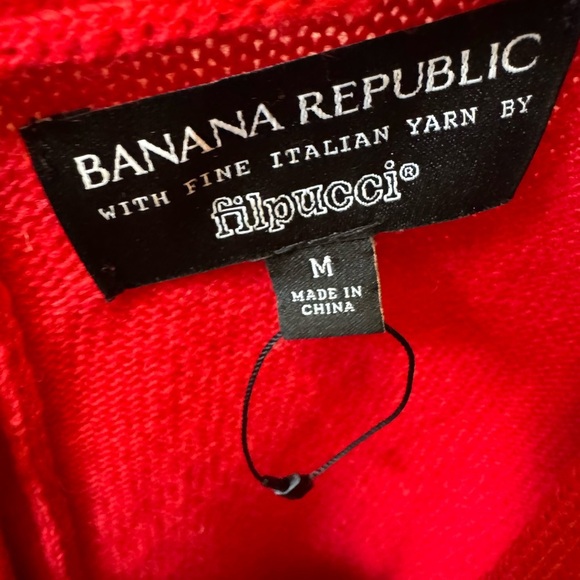 BANANA REPUBLIC
WITH FINE ITALIAN YARN BY
filpucci®
M
MADE IN
CHINA